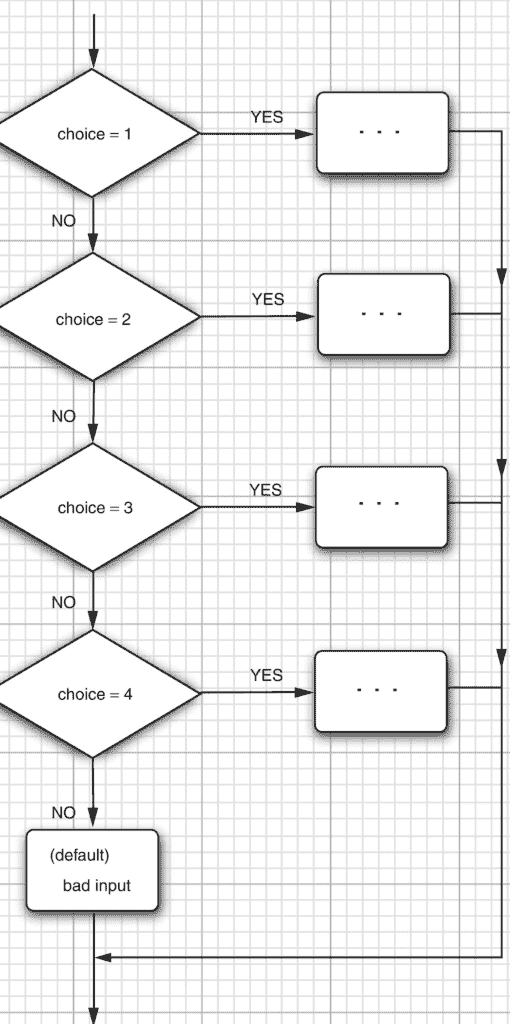 choice = 1
YES
. . .
NO
choice = 2
YES
. . .
NO
choice = 3
YES
. . .
NO
choice = 4
YES
. . .
NO
(default)
bad input